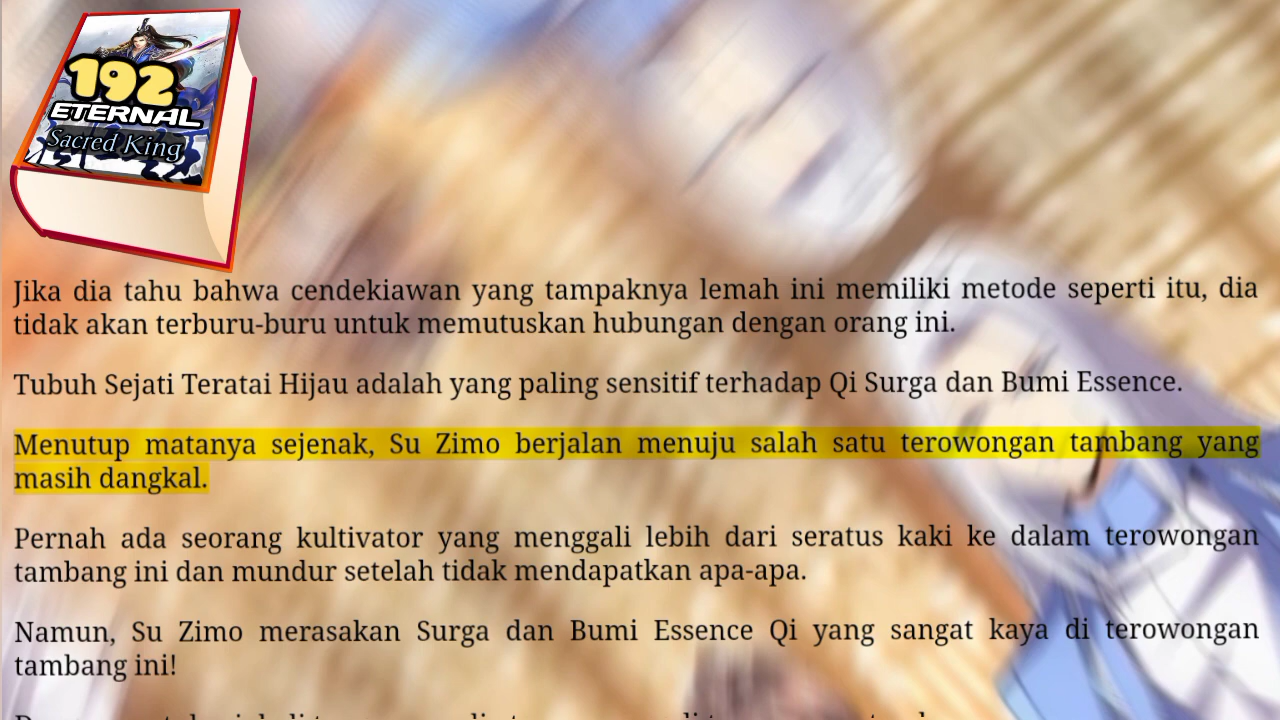 192
ETERNAL
Sacred King
Jika dia tahu bahwa cendekiawan yang tampaknya lemah ini memiliki metode seperti itu, dia
tidak akan terburu-buru untuk memutuskan hubungan dengan orang ini.
Tubuh Sejati Teratai Hijau adalah yang paling sensitif terhadap Qi Surga dan Bumi Essence.
Menutup matanya sejenak, Su Zimo berjalan menuju salah satu terowongan tambang yang
masih dangkal.
Pernah ada seorang kultivator yang menggali lebih dari seratus kaki ke dalam terowongan
tambang ini dan mundur setelah tidak mendapatkan apa-apa.
Namun, Su Zimo merasakan Surga dan Bumi Essence Qi yang sangat kaya di terowongan
tambang ini!